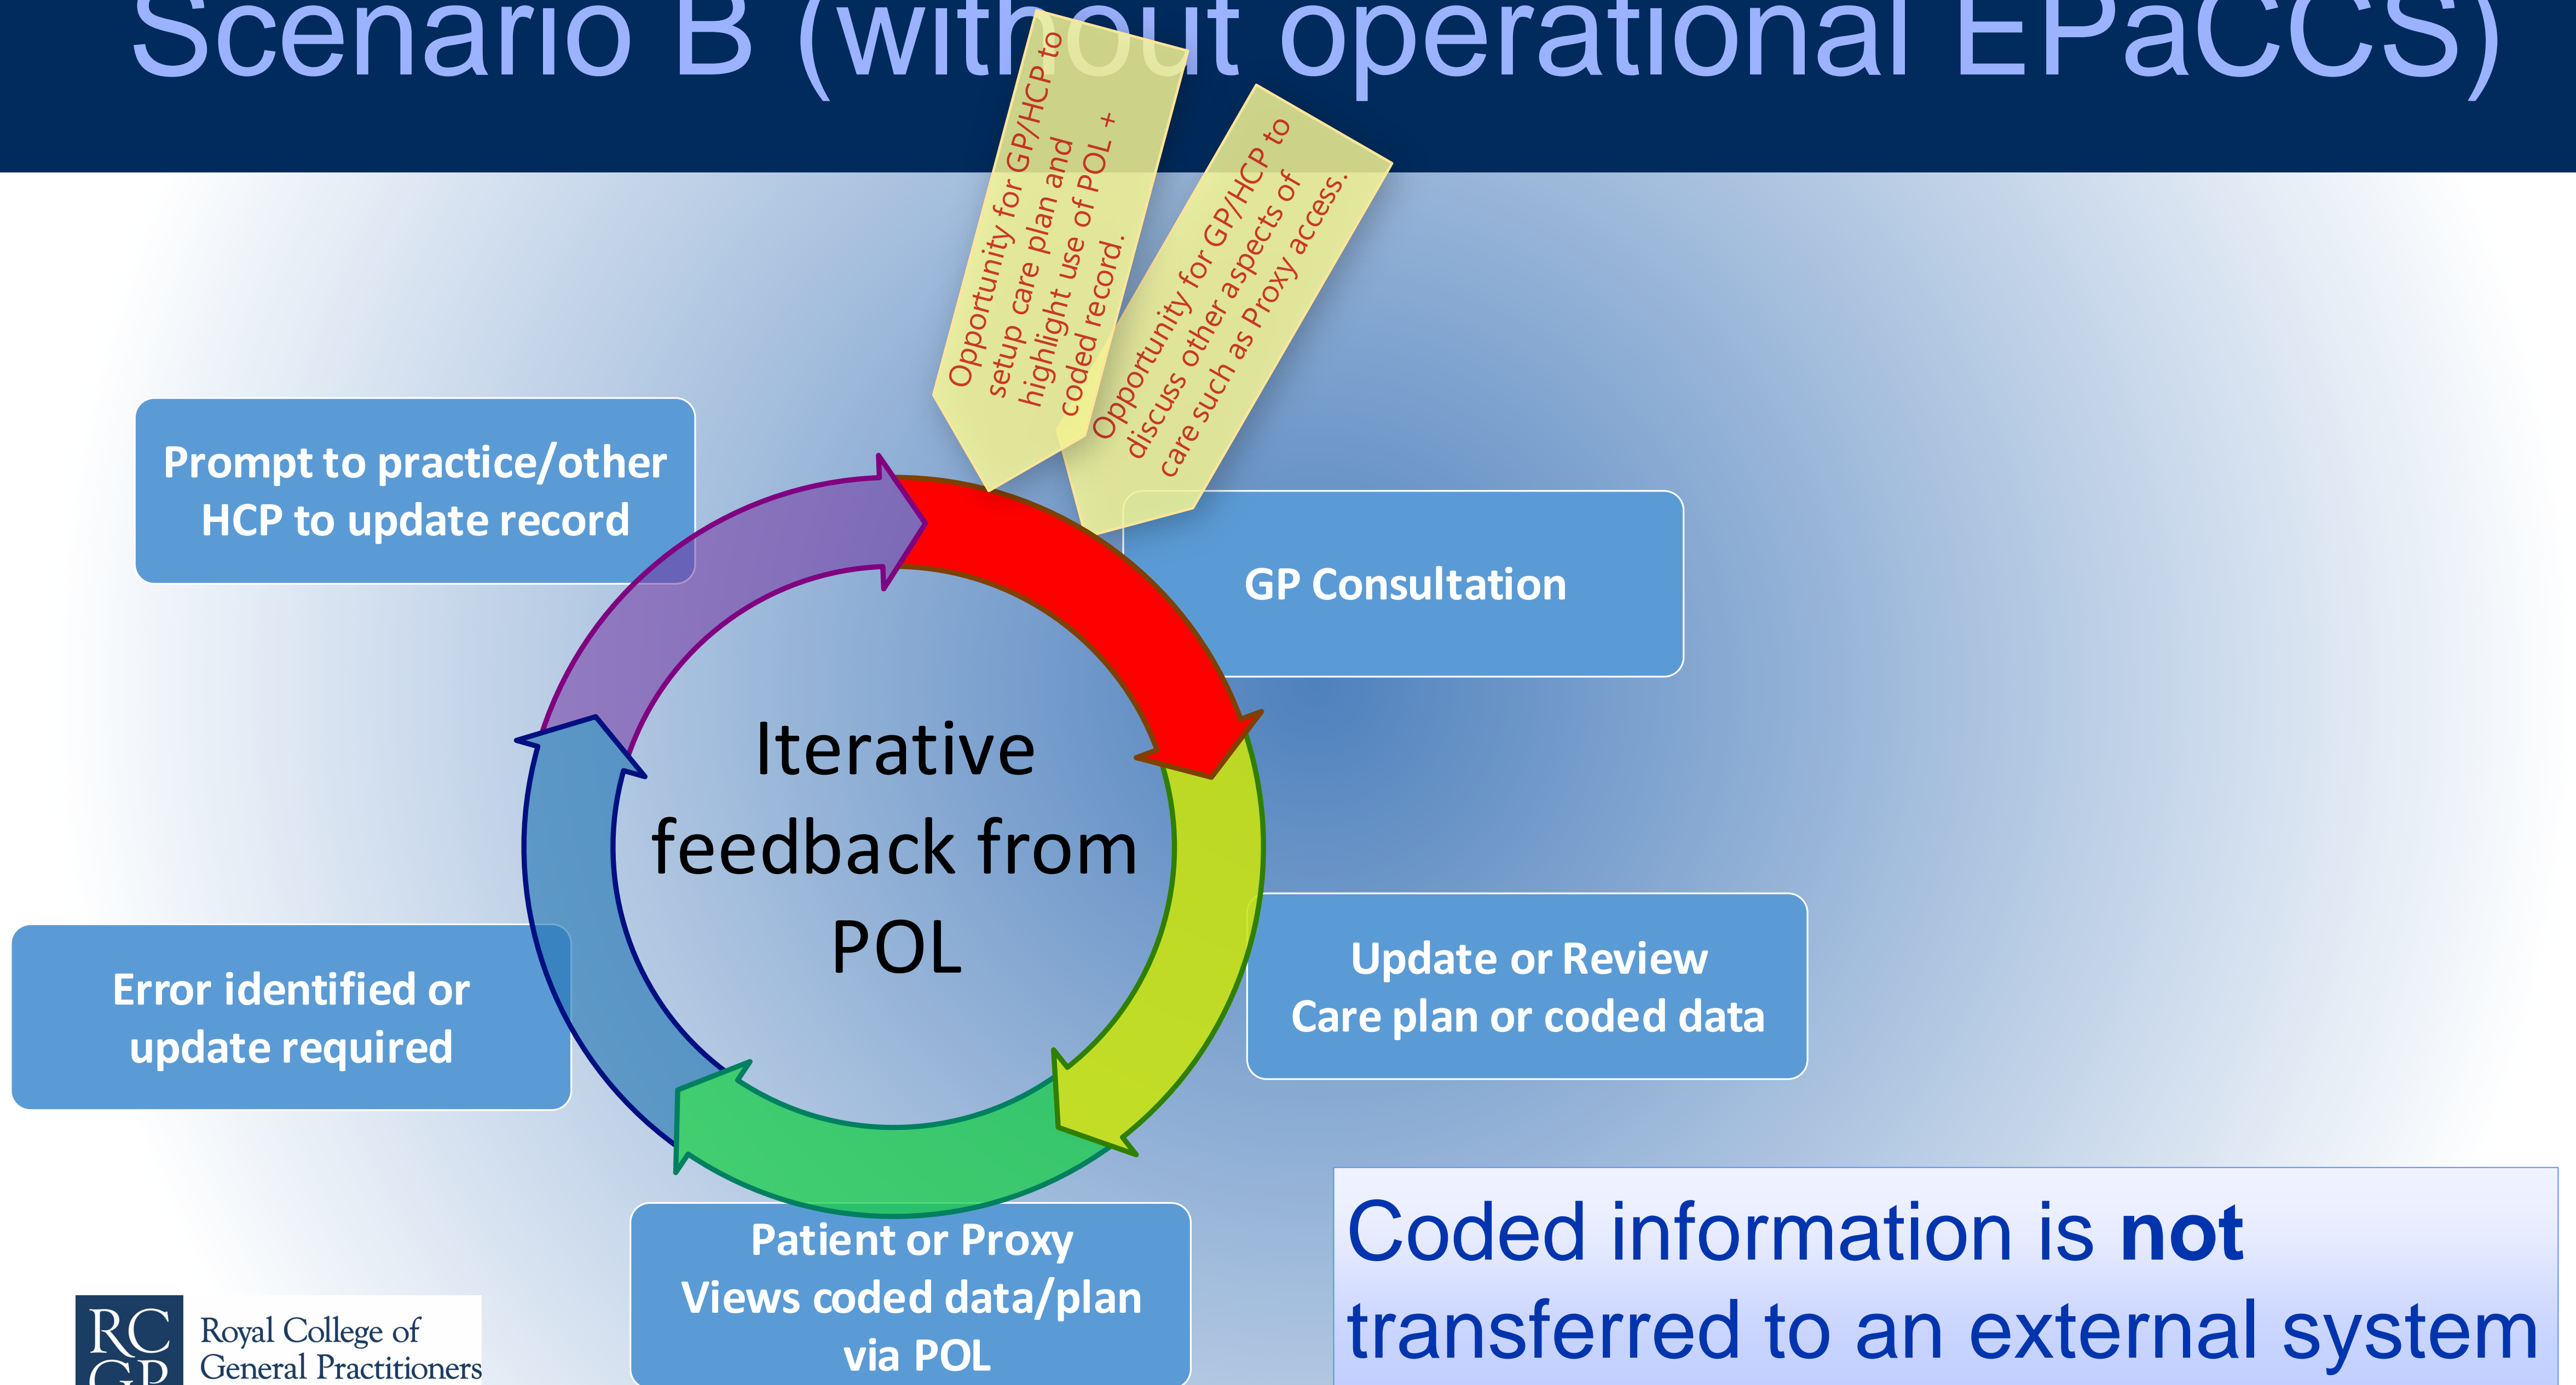 Scenario B (without operational EPaCCS)
Opportunity for GP/HCP to
setup care plan and
highlight use of POL +
coded record.
Opportunity for GP/HCP to
discuss other aspects of
care such as Proxy access.
Prompt to practice/other
HCP to update record
GP Consultation
Iterative
feedback from
POL
Update or Review
Care plan or coded data
Error identified or
update required
Patient or Proxy
Views coded data/plan
via POL
Coded information is not
transferred to an external system
RC
GP
Royal College of
General Practitioners